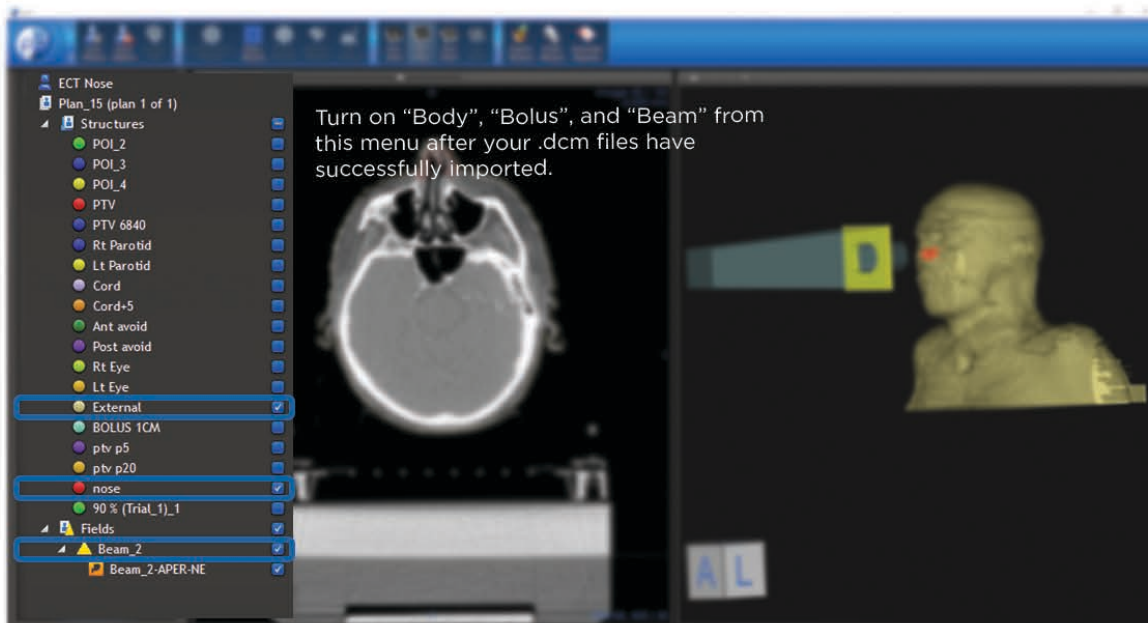 ECT Nose
Plan_15 (plan 1 of 1)
Structures
POI_2
POI_3
POI_4
PTV
PTV 6840
Rt Parotid
Lt Parotid
Cord
Cord+5
Ant avoid
Post avoid
Rt Eye
Lt Eye
External
BOLUS 1CM
ptv p5
ptv p20
nose
90 % (Trial_1)_1
Fields
Beam_2
Beam_2-APER-NE
Turn on “Body”, “Bolus”, and “Beam” from
this menu after your .dcm files have
successfully imported.
A L